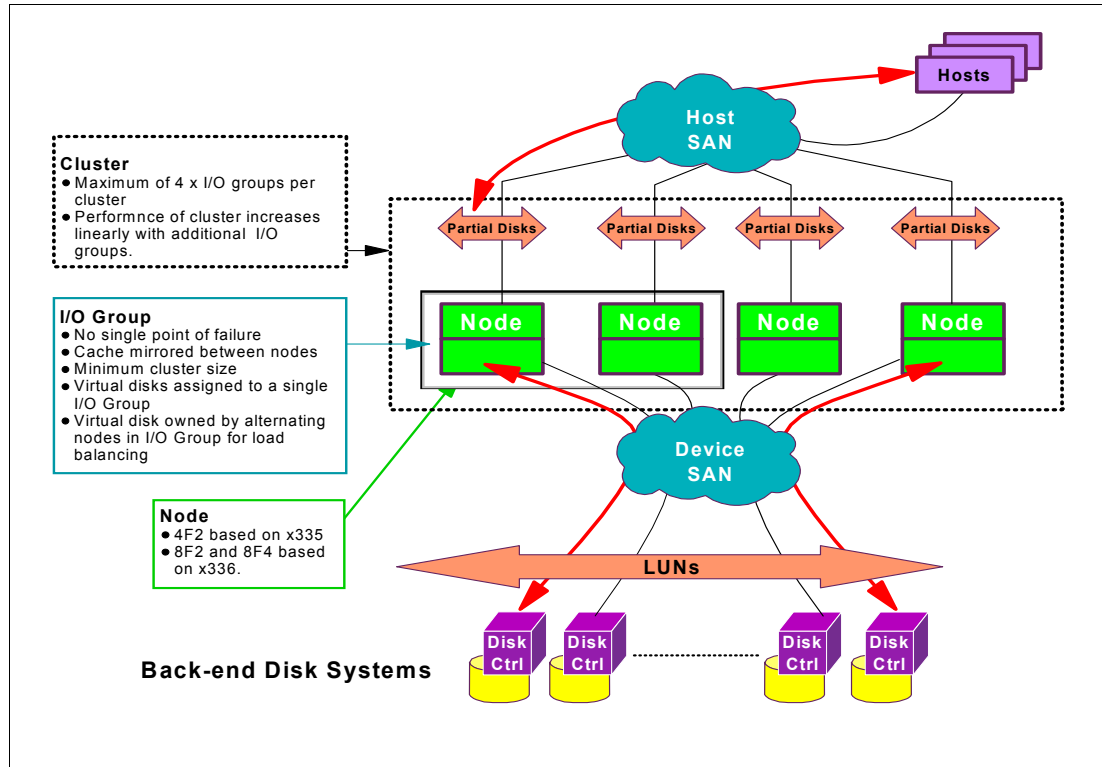 Hosts
Host
SAN
Cluster
● Maximum of 4 x I/O groups per
cluster
● Performnce of cluster increases
linearly with additional I/O
groups.
Partial Disks
Partial Disks
Partial Disks
Partial Disks
I/O Group
● No single point of failure
● Cache mirrored between nodes
● Minimum cluster size
● Virtual disks assigned to a single
I/O Group
● Virtual disk owned by alternating
nodes in I/O Group for load
balancing
Node
Node
Node
Node
Device
SAN
Node
● 4F2 based on x335
● 8F2 and 8F4 based
on x336.
LUNs
Disk
Ctrl
Disk
Ctrl
Disk
Ctrl
Disk
Ctrl
Back-end Disk Systems